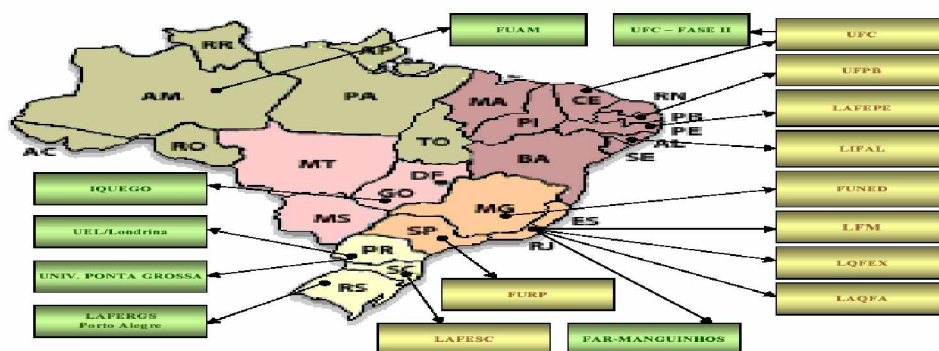 FUAM
UFC – FASE II
UFC
UFPB
LAFEPE
LIFAL
FUNED
LFM
LQFEX
LAQFA
FAR-MANGUINHOS
FURP
LAFESC
IQUEGO
UEL/Londrina
UNIV. PONTA GROSSA
LAFERGS
Porto Alegre
RR
AP
AM
PA
MA
CE
RN
PB
PE
AL
SE
PI
TO
BA
AC
RO
MT
DF
GO
MS
MG
ES
RJ
SP
PR
SC
RS